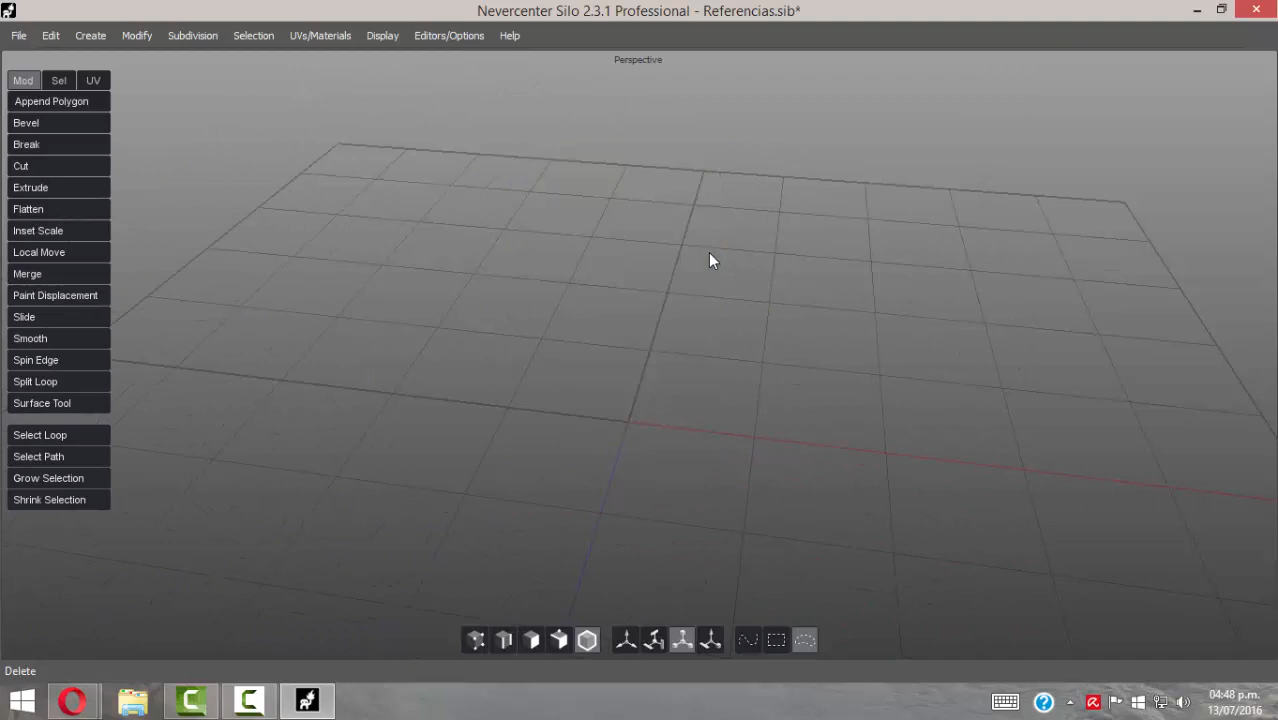 Nevercenter Silo 2.3.1 Professional - Referencias.sib*
File Edit Create Modify Subdivision Selection UVs/Materials Display Editors/Options Help
Perspective
Mod Sel UV
Append Polygon
Bevel
Break
Cut
Extrude
Flatten
Inset Scale
Local Move
Merge
Paint Displacement
Slide
Smooth
Spin Edge
Split Loop
Surface Tool
Select Loop
Select Path
Grow Selection
Shrink Selection
Delete
04:48 p.m.
13/07/2016